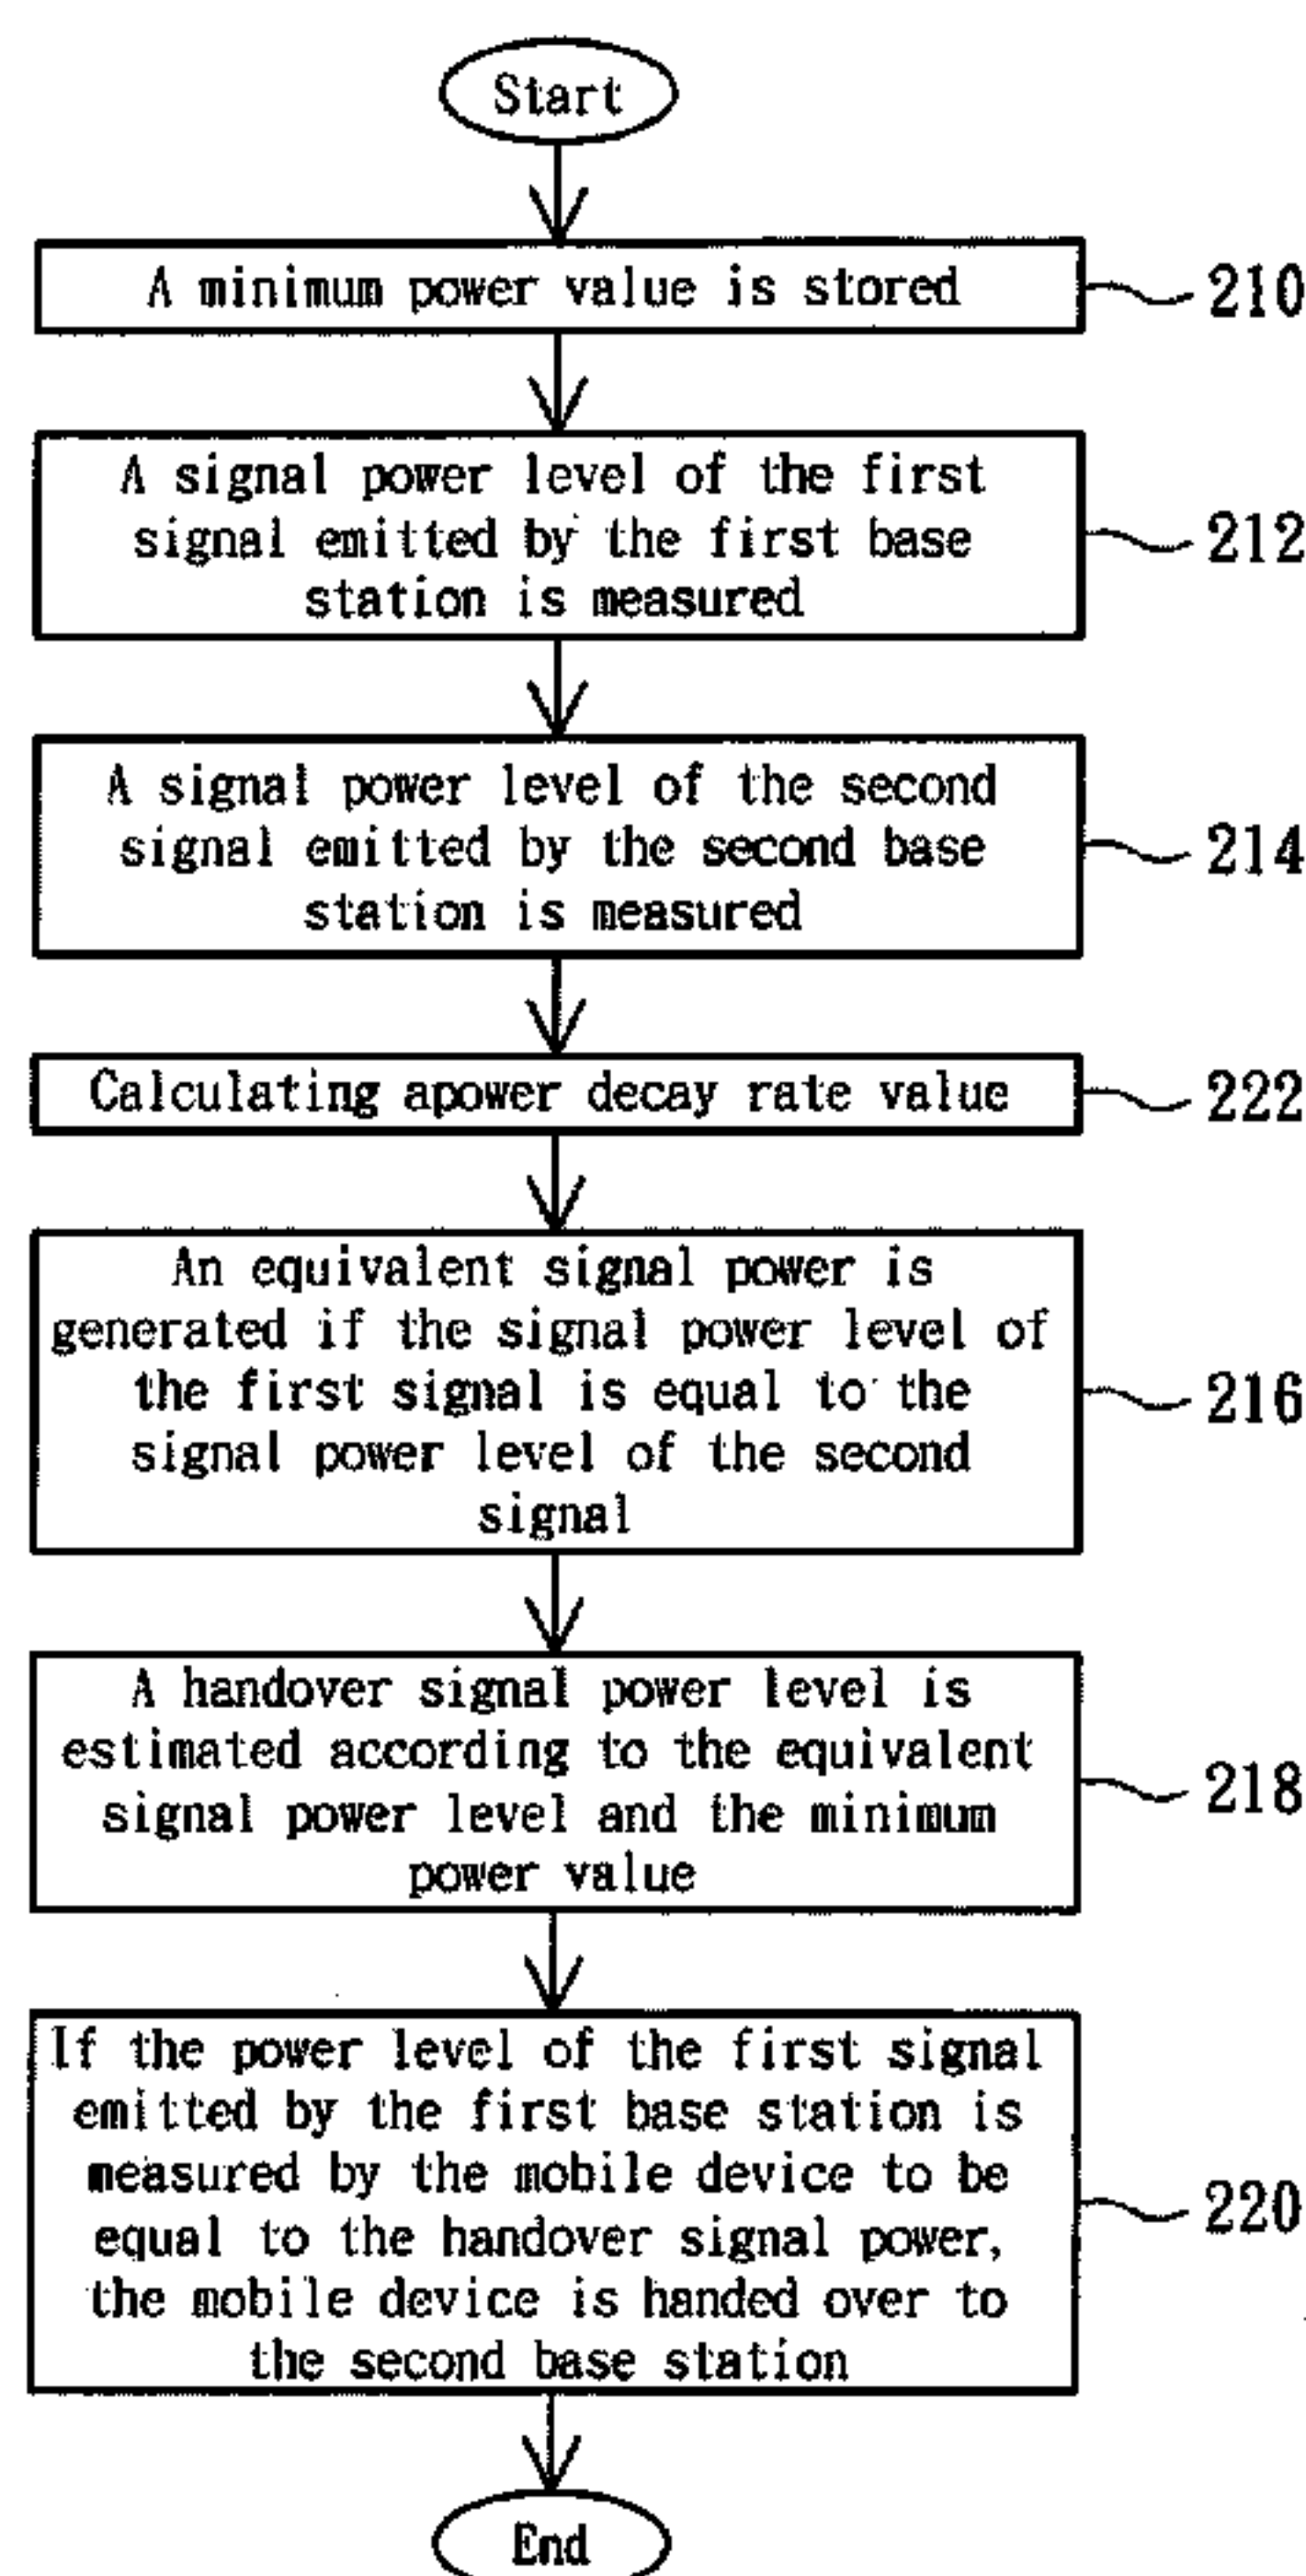 Start
A minimum power value is stored
210
A signal power level of the first
signal emitted by the first base
station is measured
212
A signal power level of the second
signal emitted by the second base
station is measured
214
Calculating apower decay rate value
222
An equivalent signal power is
generated if the signal power level of
the first signal is equal to the
signal power level of the second
signal
216
A handover signal power level is
estimated according to the equivalent
signal power level and the minimum
power value
218
If the power level of the first signal
emitted by the first base station is
measured by the mobile device to be
equal to the handover signal power,
the mobile device is handed over to
the second base station
220
End